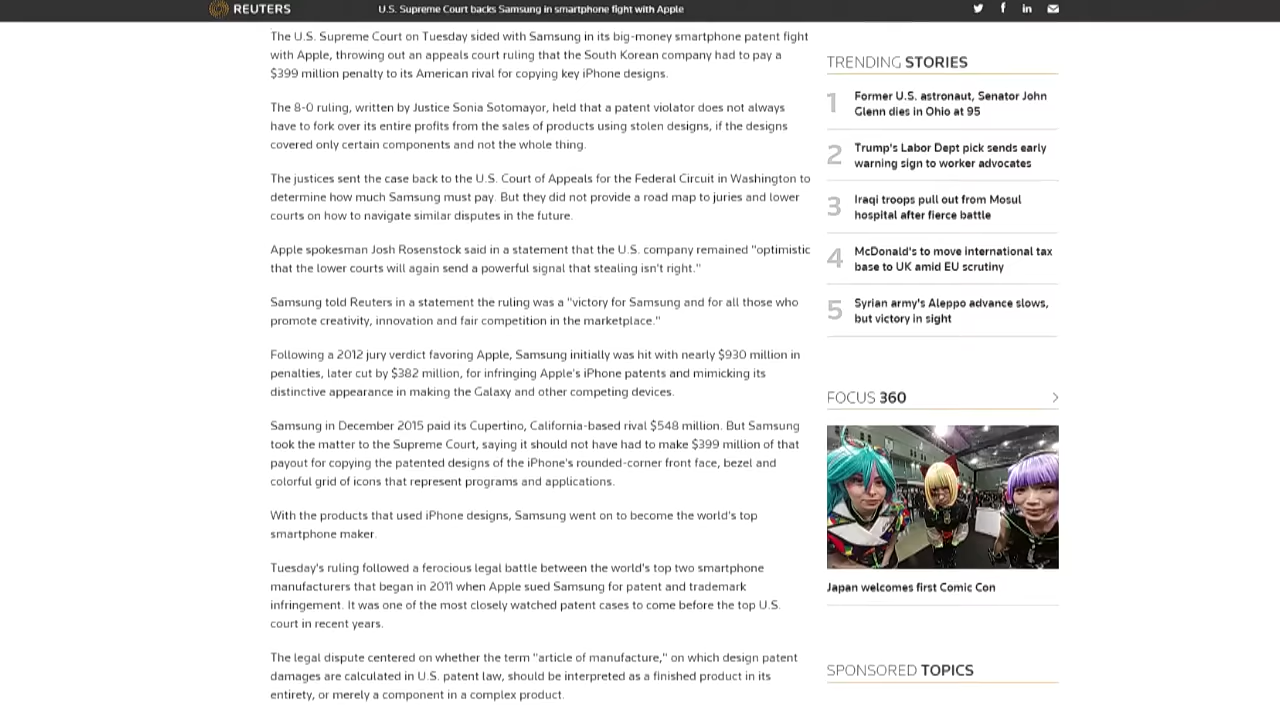 REUTERS
U.S. Supreme Court backs Samsung in smartphone fight with Apple
The U.S. Supreme Court on Tuesday sided with Samsung in its big-money smartphone patent fight
with Apple, throwing out an appeals court ruling that the South Korean company had to pay a
$399 million penalty to its American rival for copying key iPhone designs.
The 8-0 ruling, written by Justice Sonia Sotomayor, held that a patent violator does not always
have to fork over its entire profits from the sales of products using stolen designs, if the designs
covered only certain components and not the whole thing.
The justices sent the case back to the U.S. Court of Appeals for the Federal Circuit in Washington to
determine how much Samsung must pay. But they did not provide a road map to juries and lower
courts on how to navigate similar disputes in the future.
Apple spokesman Josh Rosenstock said in a statement that the U.S. company remained "optimistic
that the lower courts will again send a powerful signal that stealing isn't right."
Samsung told Reuters in a statement the ruling was a "victory for Samsung and for all those who
promote creativity, innovation and fair competition in the marketplace."
Following a 2012 jury verdict favoring Apple, Samsung initially was hit with nearly $930 million in
penalties, later cut by $382 million, for infringing Apple's iPhone patents and mimicking its
distinctive appearance in making the Galaxy and other competing devices.
Samsung in December 2015 paid its Cupertino, California-based rival $548 million. But Samsung
took the matter to the Supreme Court, saying it should not have had to make $399 million of that
payout for copying the patented designs of the iPhone's rounded-corner front face, bezel and
colorful grid of icons that represent programs and applications.
With the products that used iPhone designs, Samsung went on to become the world's top
smartphone maker.
Tuesday's ruling followed a ferocious legal battle between the world's top two smartphone
manufacturers that began in 2011 when Apple sued Samsung for patent and trademark
infringement. It was one of the most closely watched patent cases to come before the top U.S.
court in recent years.
The legal dispute centered on whether the term "article of manufacture," on which design patent
damages are calculated in U.S. patent law, should be interpreted as a finished product in its
entirety, or merely a component in a complex product.
TRENDING STORIES
1 Former U.S. astronaut, Senator John
Glenn dies in Ohio at 95
2 Trump's Labor Dept pick sends early
warning sign to worker advocates
3 Iraqi troops pull out from Mosul
hospital after fierce battle
4 McDonald's to move international tax
base to UK amid EU scrutiny
5 Syrian army's Aleppo advance slows,
but victory in sight
FOCUS 360
Japan welcomes first Comic Con
SPONSORED TOPICS